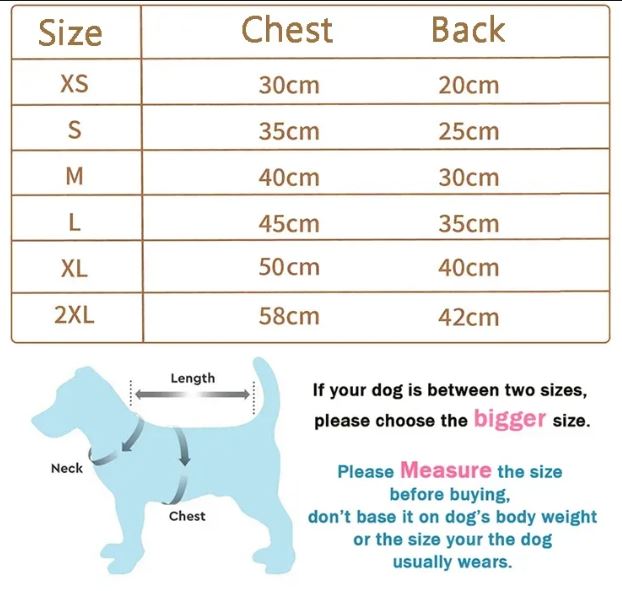 Size Chest Back
XS 30cm 20cm
S 35cm 25cm
M 40cm 30cm
L 45cm 35cm
XL 50cm 40cm
2XL 58cm 42cm
Length
Neck
Chest
If your dog is between two sizes,
please choose the bigger size.
Please Measure the size
before buying,
don't base it on dog's body weight
or the size your the dog
usually wears.